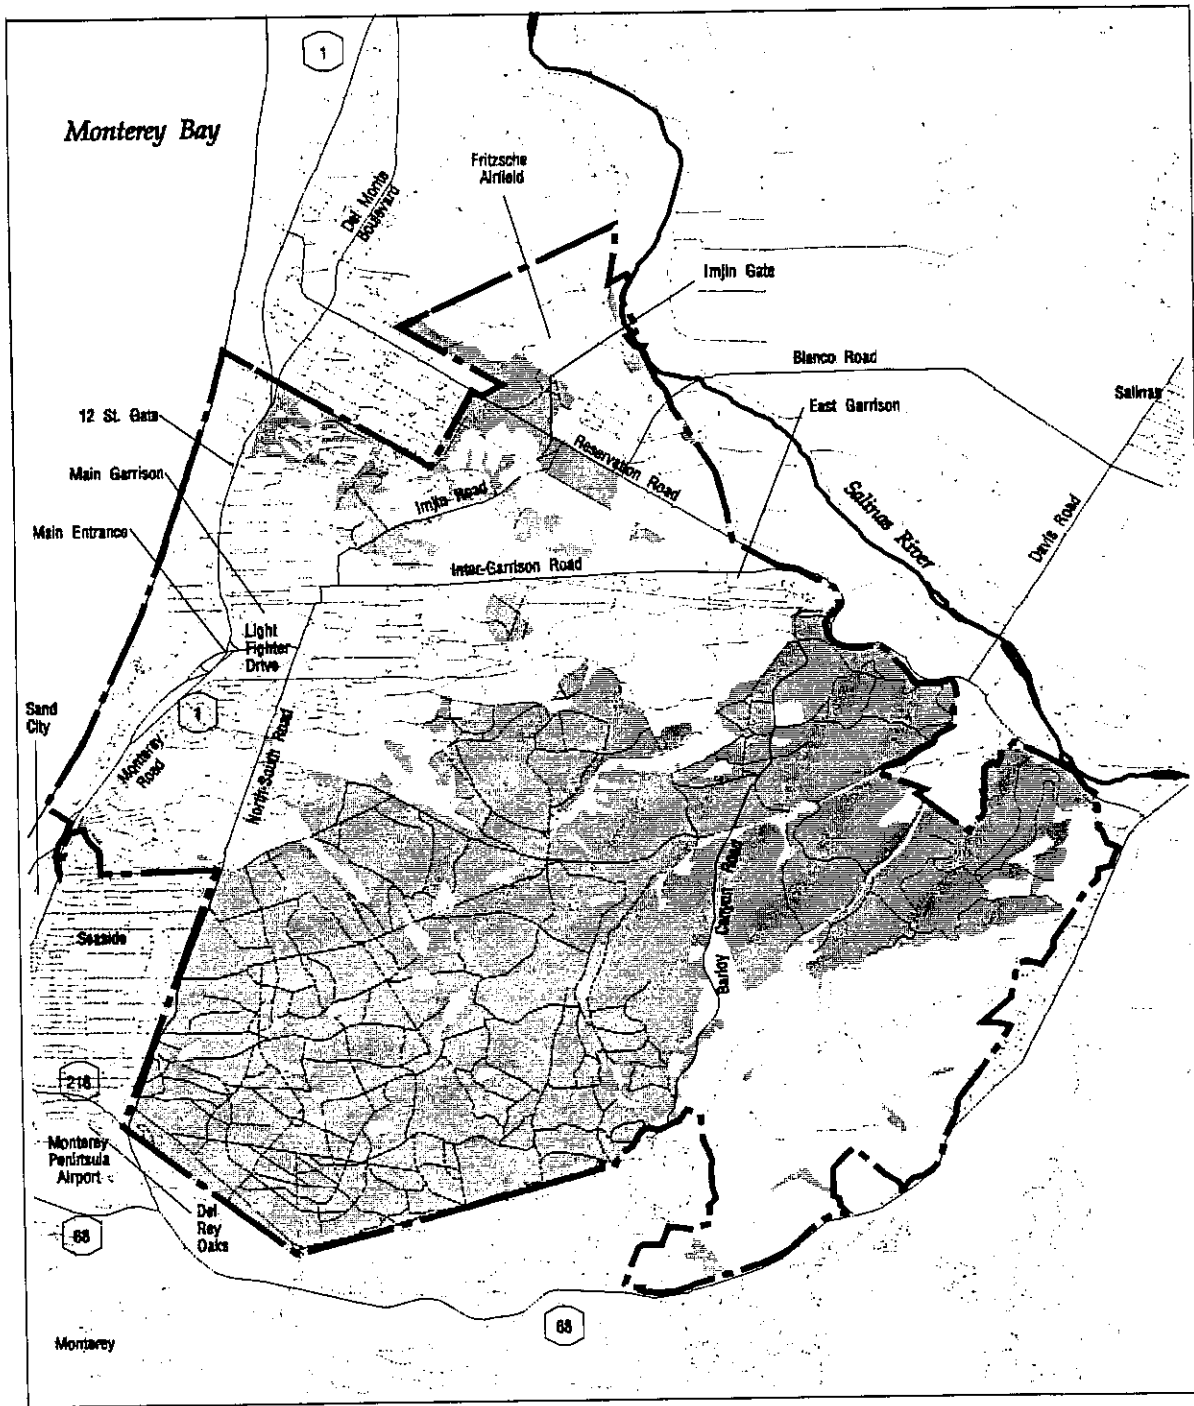 1
Monterey Bay
Fritzsche
Airfield
Del Monte
Boulevard
Imjin Gate
Blanco Road
Salinas
12 St. Gate
East Garrison
Main Garrison
Reservation Road
Imjin Road
Salinas River
Davis Road
Main Entrance
Inter-Garrison Road
Light
Fighter
Drive
1
Sand
City
Monterey
Road
North-South Road
Barloy Canyon Road
Seaside
218
Monterey
Peninsula
Airport
Del
Rey
Oaks
68
68
Monterey